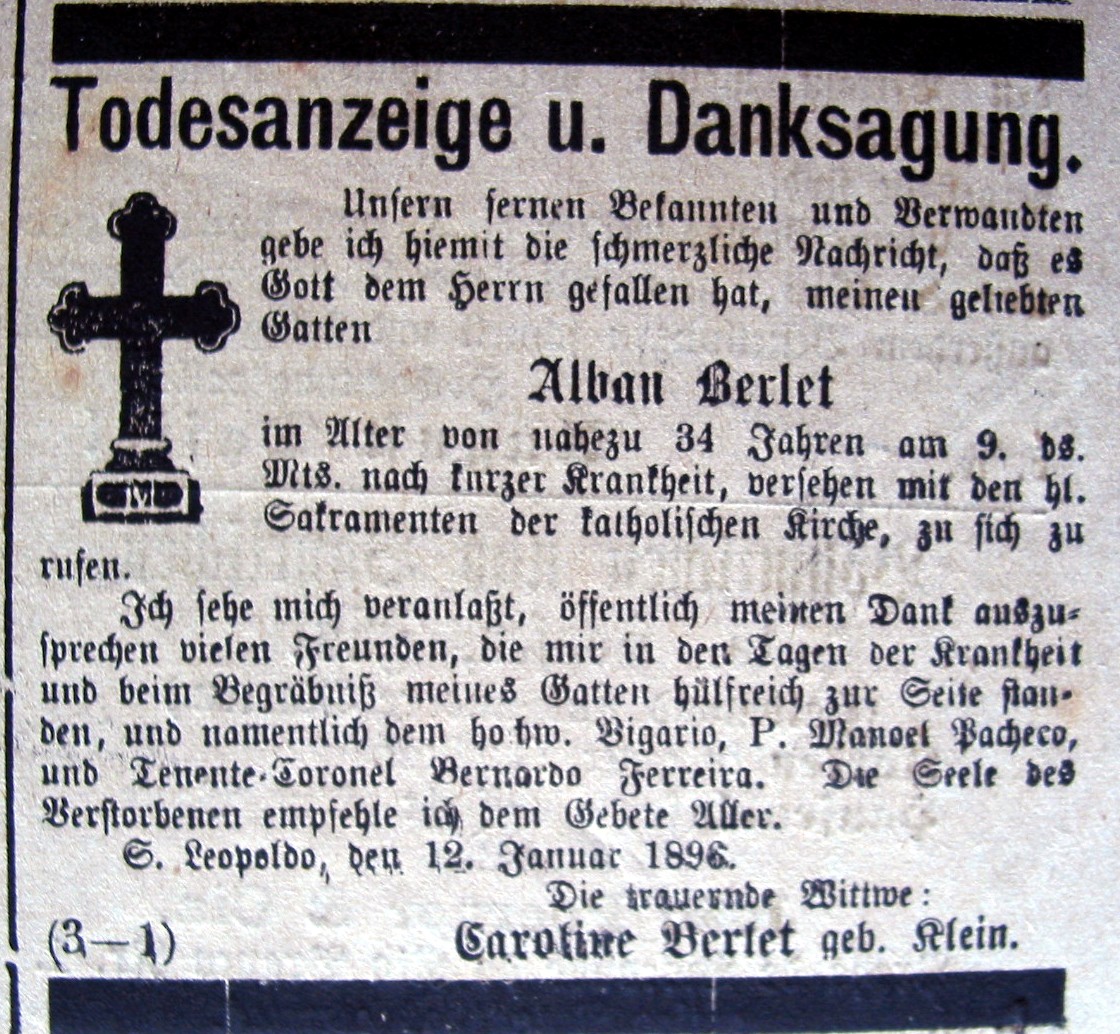 Todesanzeige u. Danksagung.
Unsern fernen Bekannten und Verwandten
gebe ich hiemit die schmerzliche Nachricht, daß es
Gott dem Herrn gefallen hat, meinen geliebten
Gatten
Alban Berlet
im Alter von nahezu 34 Jahren am 9. ds.
Mts. nach kurzer Krankheit, versehen mit den hl.
Sakramenten der katholischen Kirche, zu sich zu
rufen.
Ich sehe mich veranlaßt, öffentlich meinen Dank auszu-
sprechen vielen Freunden, die mir in den Tagen der Krankheit
und beim Begräbniß meines Gatten hülfreich zur Seite stan-
den, und namentlich dem hohw. Vigario, P. Manoel Pacheco,
und Tenente-Coronel Bernardo Ferreira. Die Seele des
Verstorbenen empfehle ich dem Gebete Aller.
S. Leopoldo, den 12. Januar 1896.
Die trauernde Wittwe:
(3—1) Caroline Berlet geb. Klein.